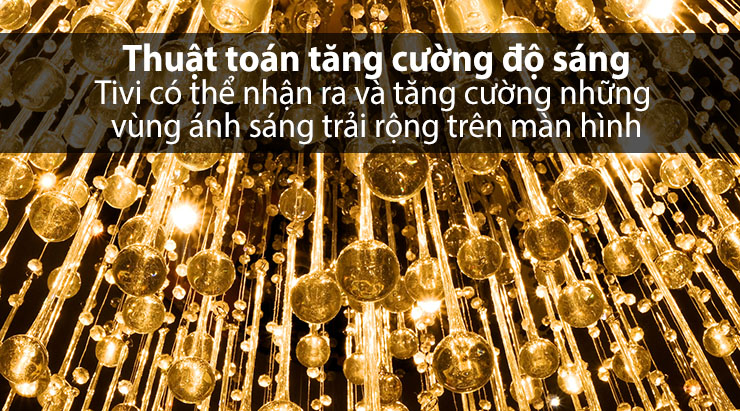 Thuật toán tăng cường độ sáng
Tivi có thể nhận ra và tăng cường những
vùng ánh sáng trải rộng trên màn hình